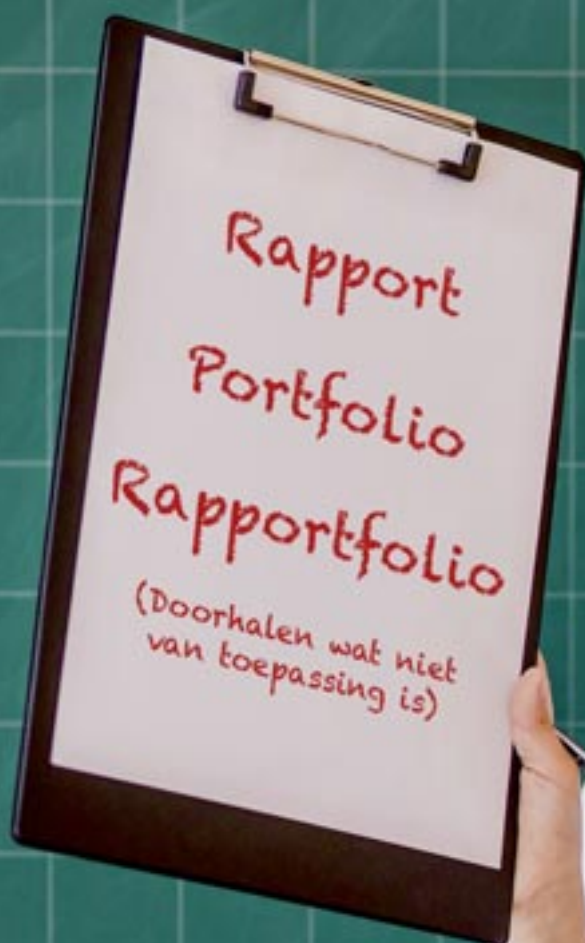 Rapport
Portfolio
Rapportfolio
(Doorhalen wat niet
van toepassing is)